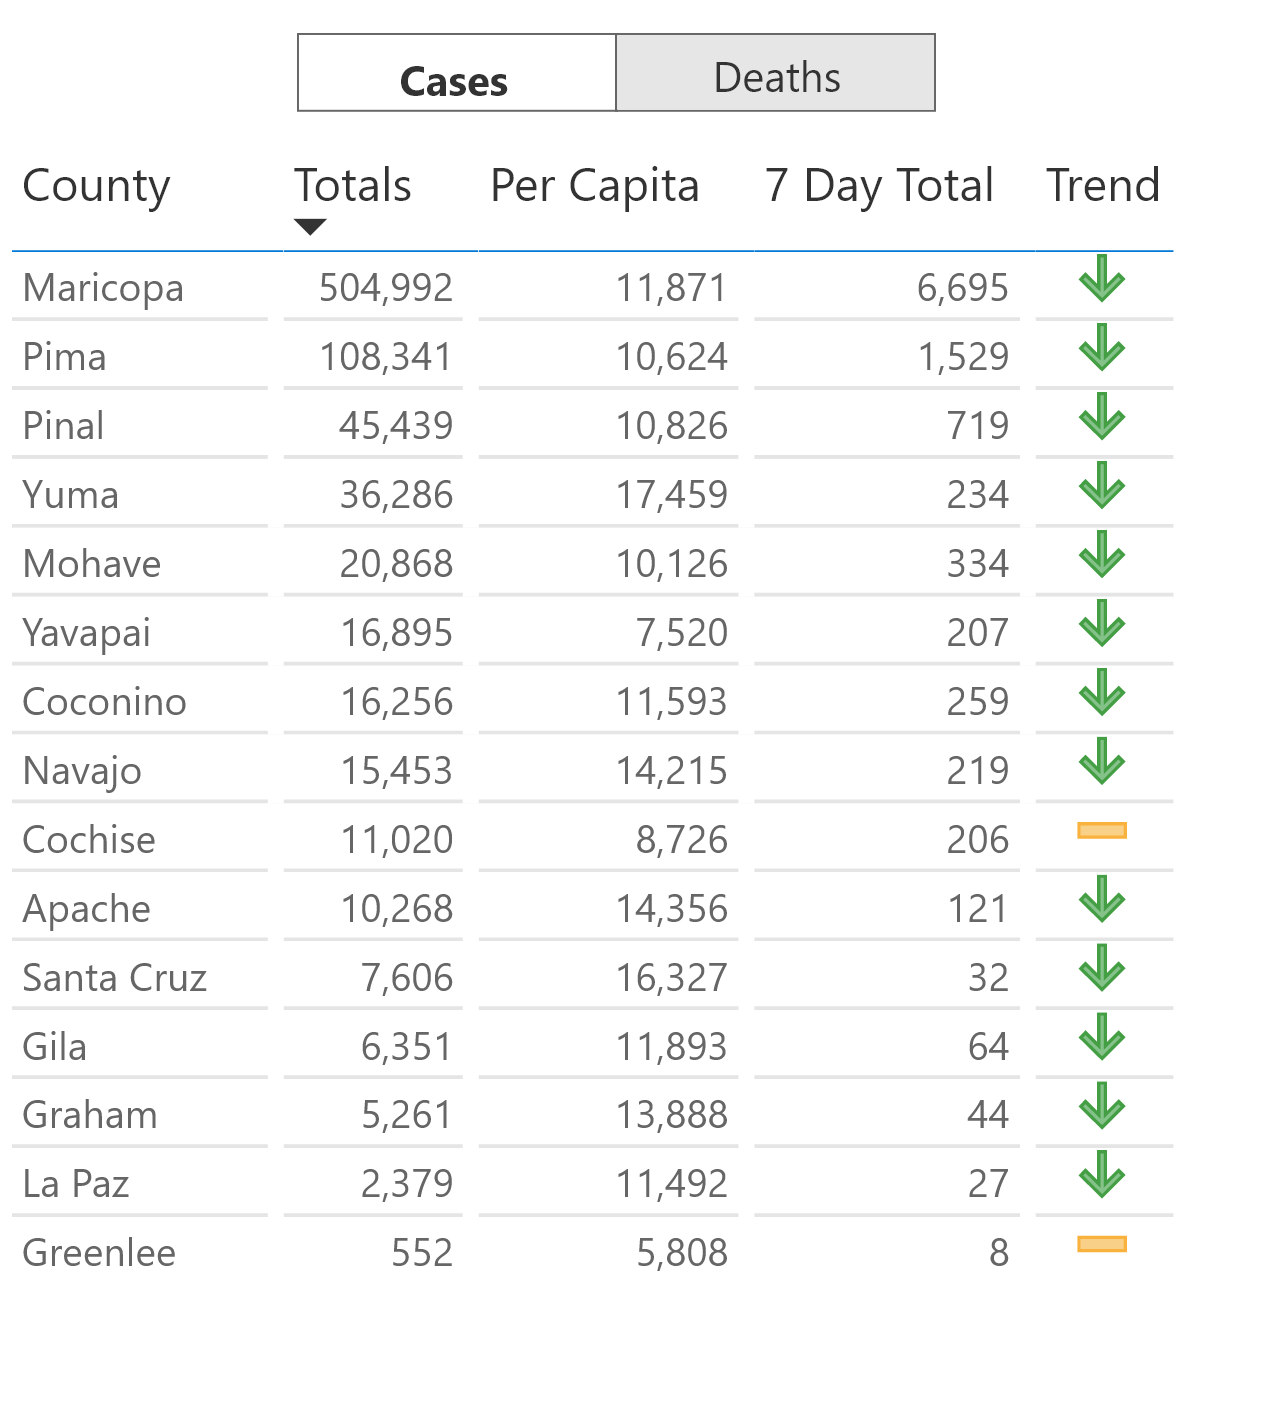 Cases Deaths
County Totals Per Capita 7 Day Total Trend
Maricopa 504,992 11,871 6,695
Pima 108,341 10,624 1,529
Pinal 45,439 10,826 719
Yuma 36,286 17,459 234
Mohave 20,868 10,126 334
Yavapai 16,895 7,520 207
Coconino 16,256 11,593 259
Navajo 15,453 14,215 219
Cochise 11,020 8,726 206
Apache 10,268 14,356 121
Santa Cruz 7,606 16,327 32
Gila 6,351 11,893 64
Graham 5,261 13,888 44
La Paz 2,379 11,492 27
Greenlee 552 5,808 8